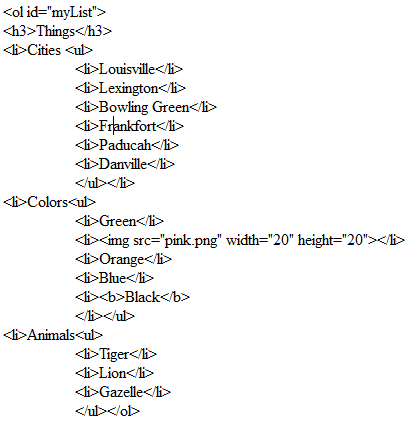 <ol id="myList">
<h3>Things</h3>
<li>Cities <ul>
<li>Louisville</li>
<li>Lexington</li>
<li>Bowling Green</li>
<li>Frankfort</li>
<li>Paducah</li>
<li>Danville</li>
</ul></li>
<li>Colors<ul>
<li>Green</li>
<li><img src="pink.png" width="20" height="20"></li>
<li>Orange</li>
<li>Blue</li>
<li><b>Black</b>
</li></ul>
<li>Animals<ul>
<li>Tiger</li>
<li>Lion</li>
<li>Gazelle</li>
</ul></ol>